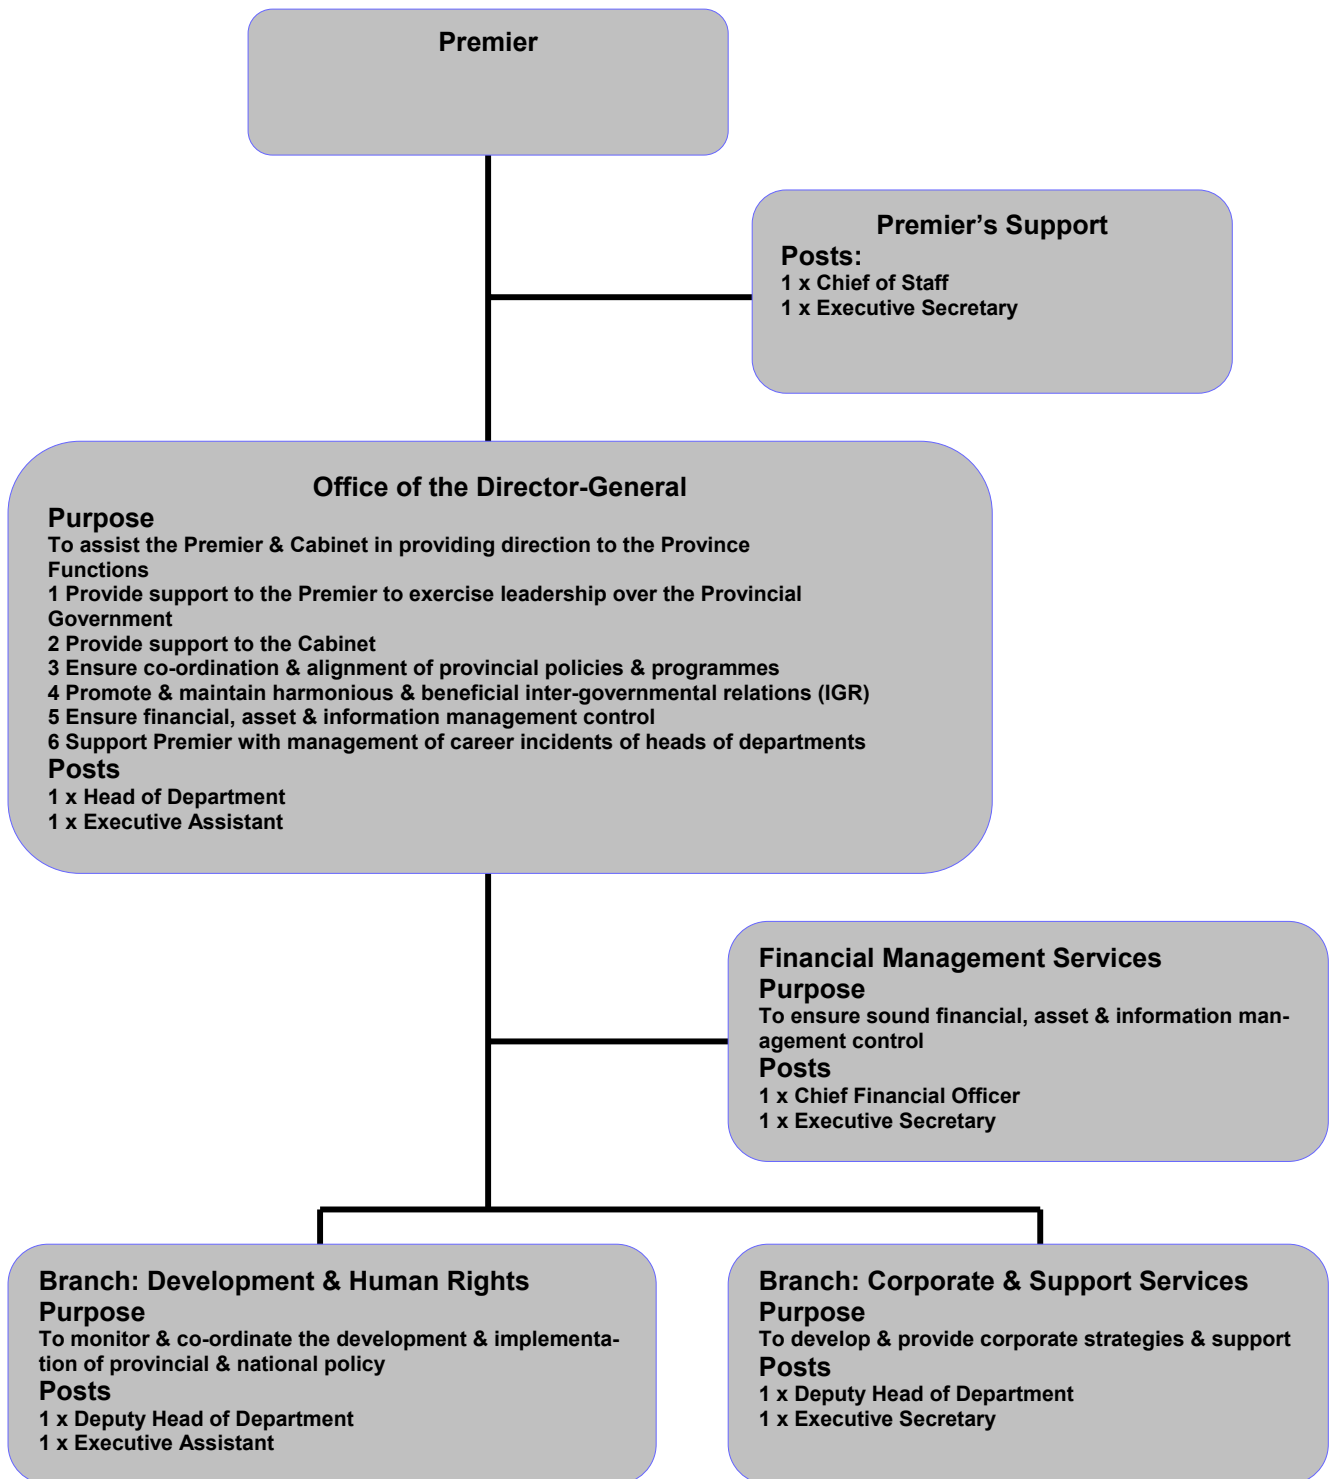 Premier
Premier’s Support
Posts:
1 x Chief of Staff
1 x Executive Secretary
Office of the Director-General
Purpose
To assist the Premier & Cabinet in providing direction to the Province
Functions
1 Provide support to the Premier to exercise leadership over the Provincial
Government
2 Provide support to the Cabinet
3 Ensure co-ordination & alignment of provincial policies & programmes
4 Promote & maintain harmonious & beneficial inter-governmental relations (IGR)
5 Ensure financial, asset & information management control
6 Support Premier with management of career incidents of heads of departments
Posts
1 x Head of Department
1 x Executive Assistant
Financial Management Services
Purpose
To ensure sound financial, asset & information man-
agement control
Posts
1 x Chief Financial Officer
1 x Executive Secretary
Branch: Development & Human Rights
Purpose
To monitor & co-ordinate the development & implementa-
tion of provincial & national policy
Posts
1 x Deputy Head of Department
1 x Executive Assistant
Branch: Corporate & Support Services
Purpose
To develop & provide corporate strategies & support
Posts
1 x Deputy Head of Department
1 x Executive Secretary